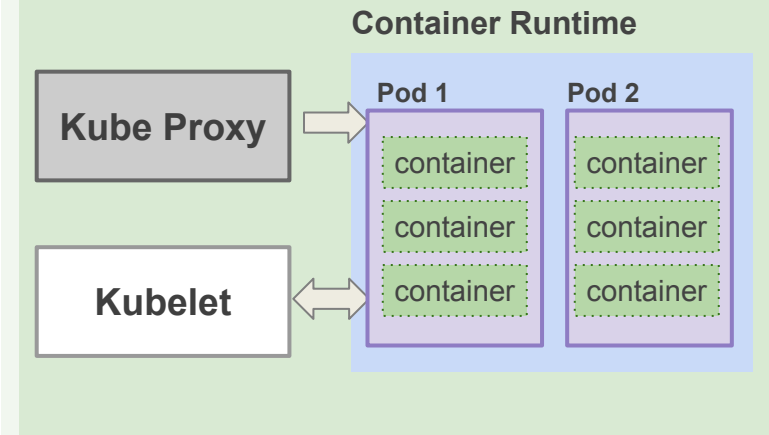 Container Runtime
Kube Proxy
Pod 1
container
container
container
Pod 2
container
container
container
Kubelet